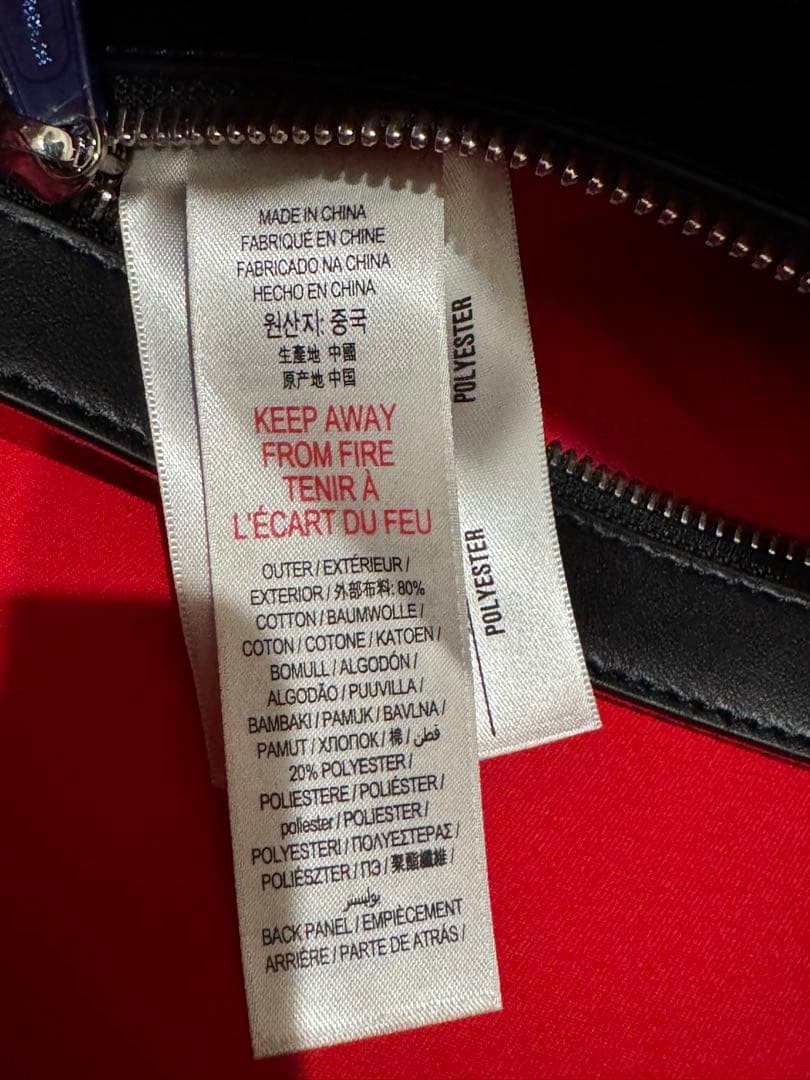 MADE IN CHINA
FABRIQUÉ EN CHINE
FABRICADO NA CHINA
HECHO EN CHINA
원산지: 중국
生產地 中國
原产地 中国
KEEP AWAY
FROM FIRE
TENIR À
L'ÉCART DU FEU
OUTER / EXTÉRIEUR /
EXTERIOR / 外部布料: 80%
COTTON / BAUMWOLLE /
COTON / COTONE / KATOEN /
BOMULL / ALGODÓN /
ALGODÃO / PUUVILLA /
BAMBAKI / PAMUK / BAVLNA /
PAMUT / ХЛОПОК / 棉 / قطن /
20% POLYESTER /
POLIESTERE / POLIÉSTER /
poliester / POLIESTER /
POLYESTERI / ΠΟΛΥΕΣΤΕΡΑΣ /
POLIÉSZTER / ПЭ / 聚酯纖維 /
بوليستر
BACK PANEL / EMPIÈCEMENT
ARRIÈRE / PARTE DE ATRÁS /
POLYESTER
POLYESTER